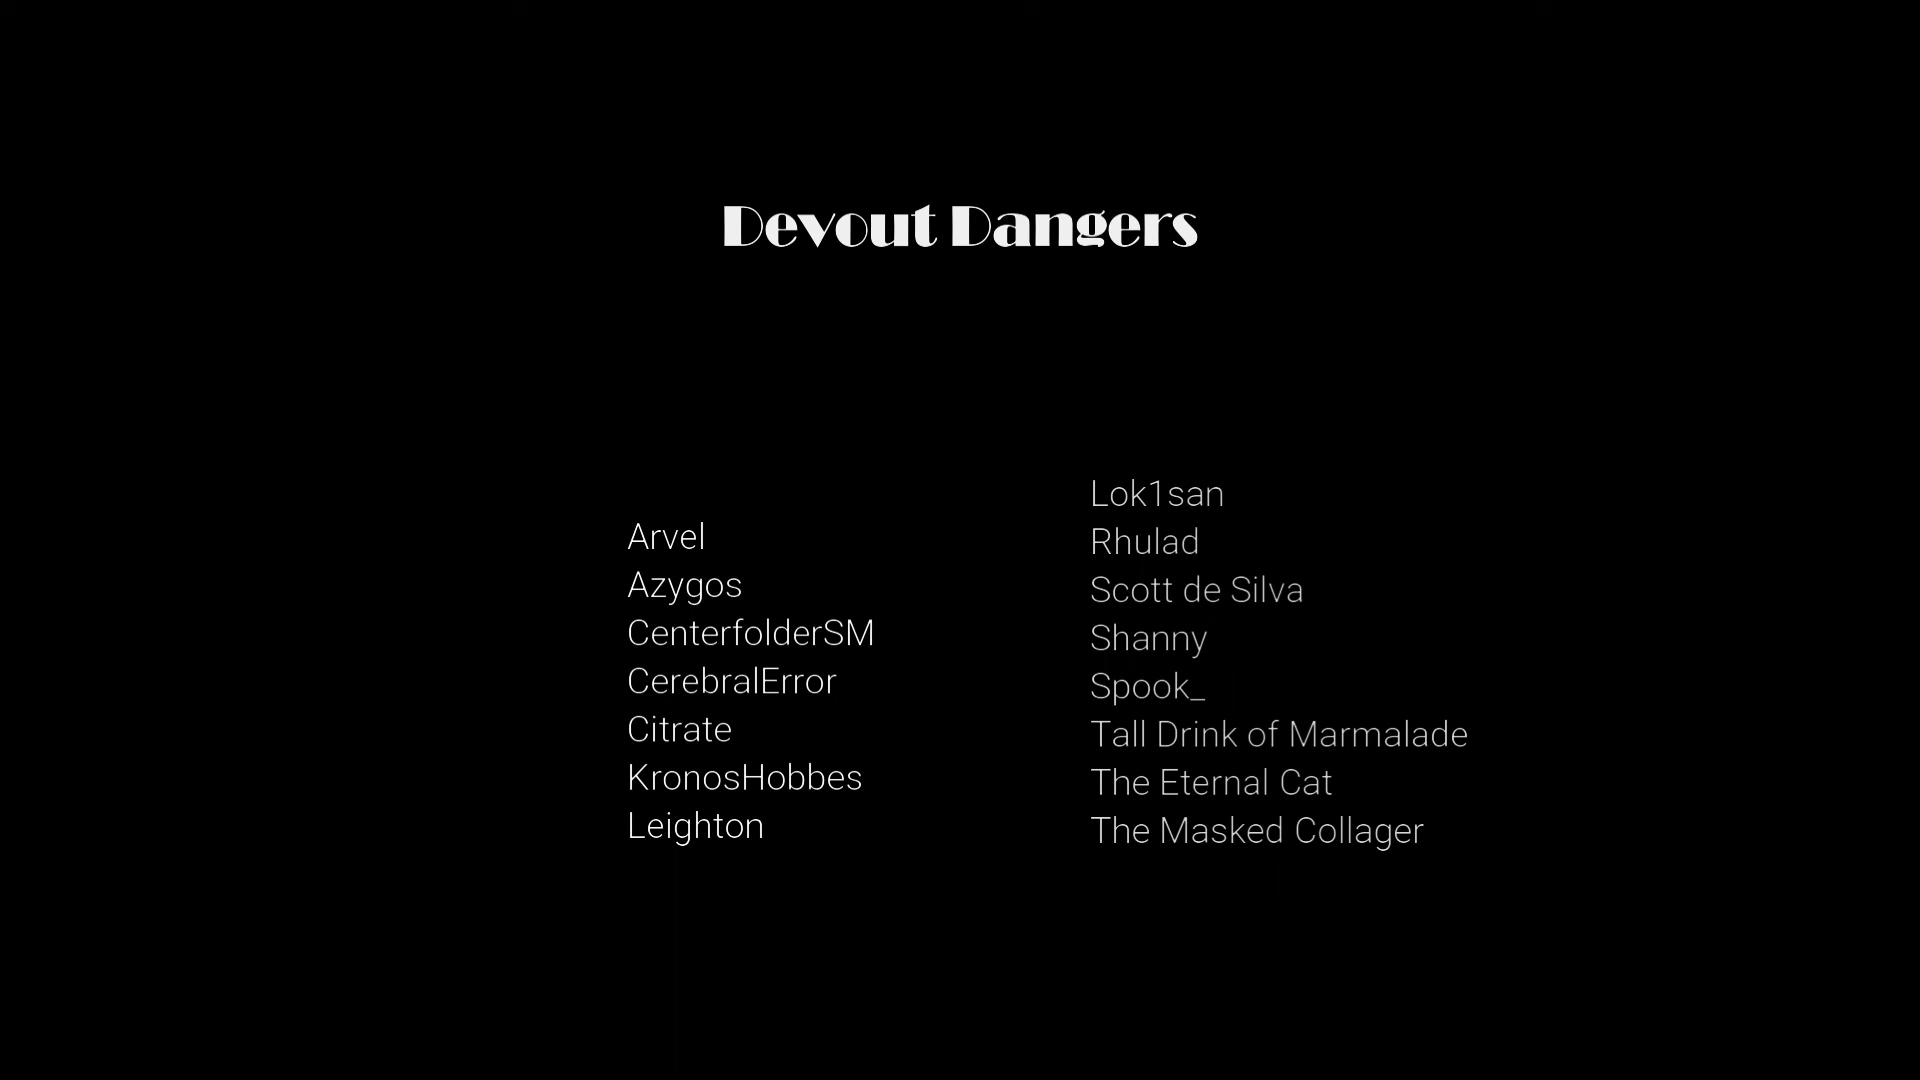 Devout Dangers
Arvel
Azygos
CenterfolderSM
CerebralError
Citrate
KronosHobbes
Leighton
Lok1san
Rhulad
Scott de Silva
Shanny
Spook_
Tall Drink of Marmalade
The Eternal Cat
The Masked Collager